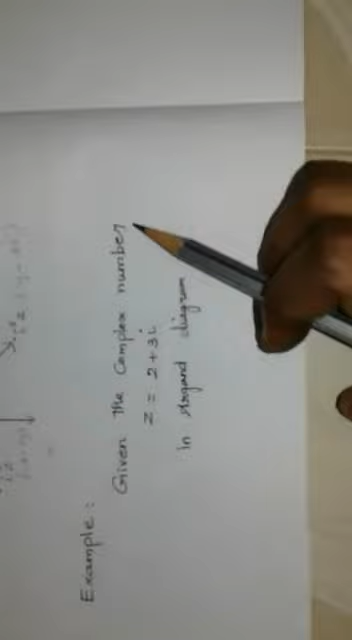 Example:
Given the Complex number
z = 2+3i
in Argand diagram